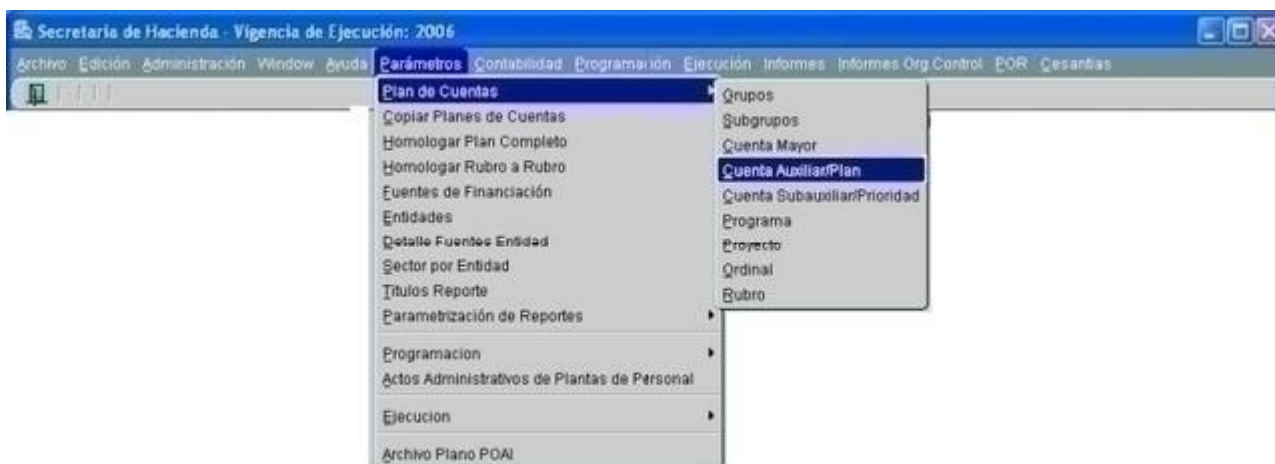 Secretaría de Hacienda - Vigencia de Ejecución: 2006
Archivo Edición Administración Window Ayuda Parámetros Contabilidad Programación Ejecución Informes Informes Org.Control POR Cesantias
Plan de Cuentas
Copiar Planes de Cuentas
Homologar Plan Completo
Homologar Rubro a Rubro
Fuentes de Financiación
Entidades
Detalle Fuentes Entidad
Sector por Entidad
Titulos Reporte
Parametrización de Reportes
Programacion
Actos Administrativos de Plantas de Personal
Ejecucion
Archivo Plano POAI
Grupos
Subgrupos
Cuenta Mayor
Cuenta Auxiliar/Plan
Cuenta Subauxiliar/Prioridad
Programa
Proyecto
Ordinal
Rubro